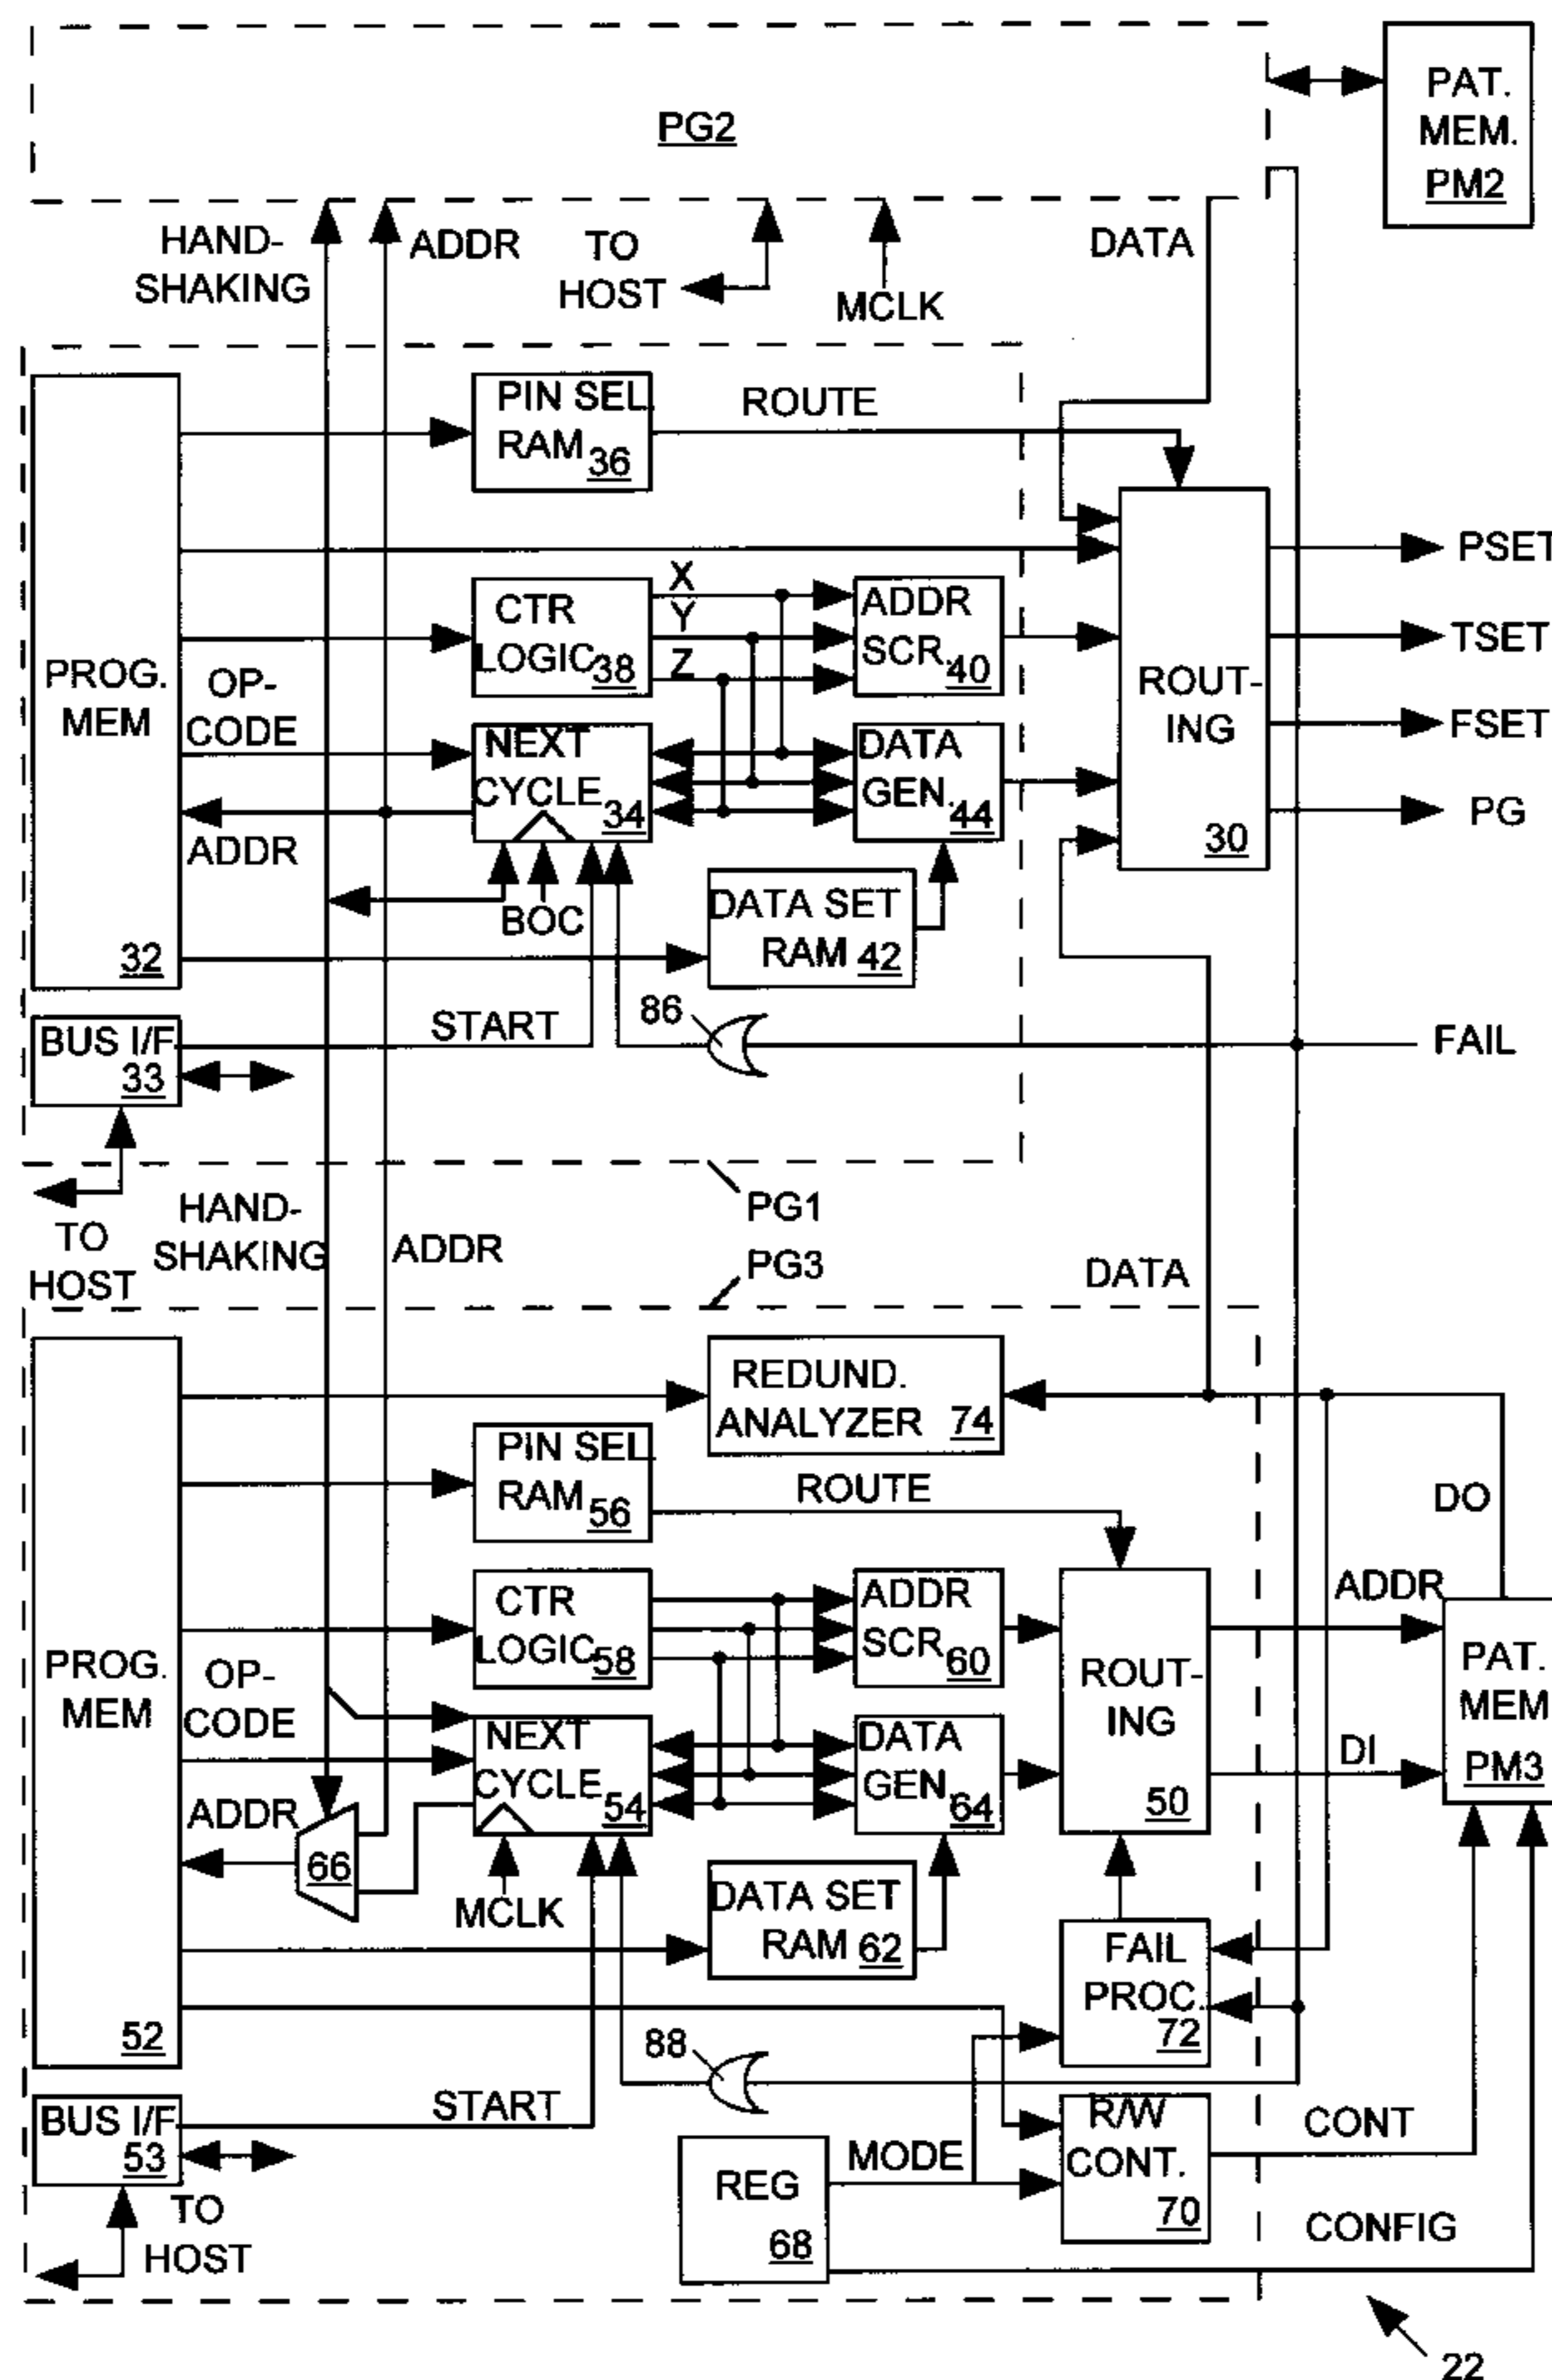 PG2
PAT.
MEM.
PM2
HAND-
SHAKING
ADDR
TO
HOST
MCLK
DATA
PIN SEL.
RAM 36
ROUTE
PROG.
MEM
32
OP-
CODE
CTR
LOGIC 38
X
Y
Z
ADDR
SCR. 40
NEXT
CYCLE 34
DATA
GEN. 44
ADDR
BOC
DATA SET
RAM 42
ROUT-
ING
30
PSET
TSET
FSET
PG
BUS I/F
33
START
86
FAIL
TO
HOST
HAND-
SHAKING
ADDR
PG1
PG3
DATA
REDUND.
ANALYZER 74
PIN SEL.
RAM 56
ROUTE
DO
PROG.
MEM
52
OP-
CODE
CTR
LOGIC 58
ADDR
SCR. 60
ROUT-
ING
50
ADDR
PAT.
MEM
PM3
DI
NEXT
CYCLE 54
DATA
GEN. 64
ADDR
66
MCLK
DATA SET
RAM 62
FAIL
PROC.
72
88
BUS I/F
53
START
TO
HOST
REG
68
MODE
R/W
CONT.
70
CONT
CONFIG
22